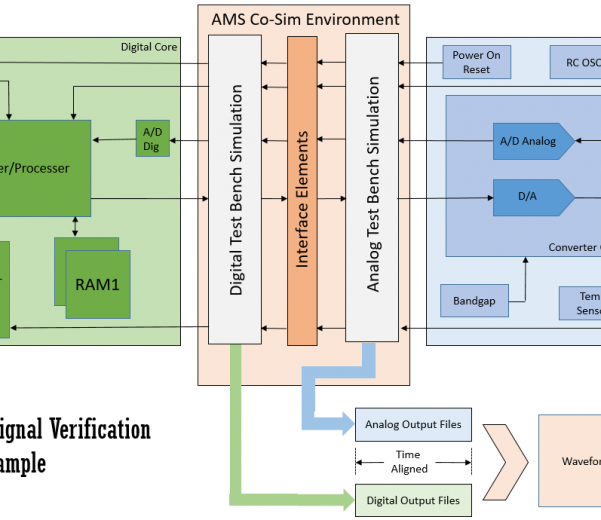 AMS Co-Sim Environment
Digital Core
Power On
Reset
RC OSC
A/D
Dig
er/Processer
A/D Analog
D/A
Digital Test Bench Simulation
Interface Elements
Analog Test Bench Simulation
Converter
RAM1
Bandgap
Tem
Senso
ignal Verification
ample
Analog Output Files
Time
Aligned
Digital Output Files
Wavefor